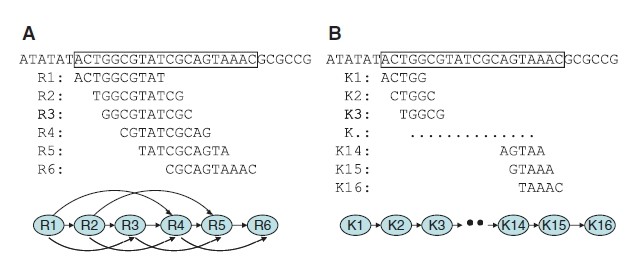 A
ATATATACTGGCGTATCGCAGTAAACGCGCCG
R1: ACTGGCGTAT
R2: TGGCGTATCG
R3: GGCGTATCGC
R4: CGTATCGCAG
R5: TATCGCAGTA
R6: CGCAGTAAAC
R1 R2 R3 R4 R5 R6
B
ATATATACTGGCGTATCGCAGTAAACGCGCCG
K1: ACTGG
K2: CTGGC
K3: TGGCG
K.: ..............
K14: AGTAA
K15: GTAAA
K16: TAAAC
K1 K2 K3 •• K14 K15 K16